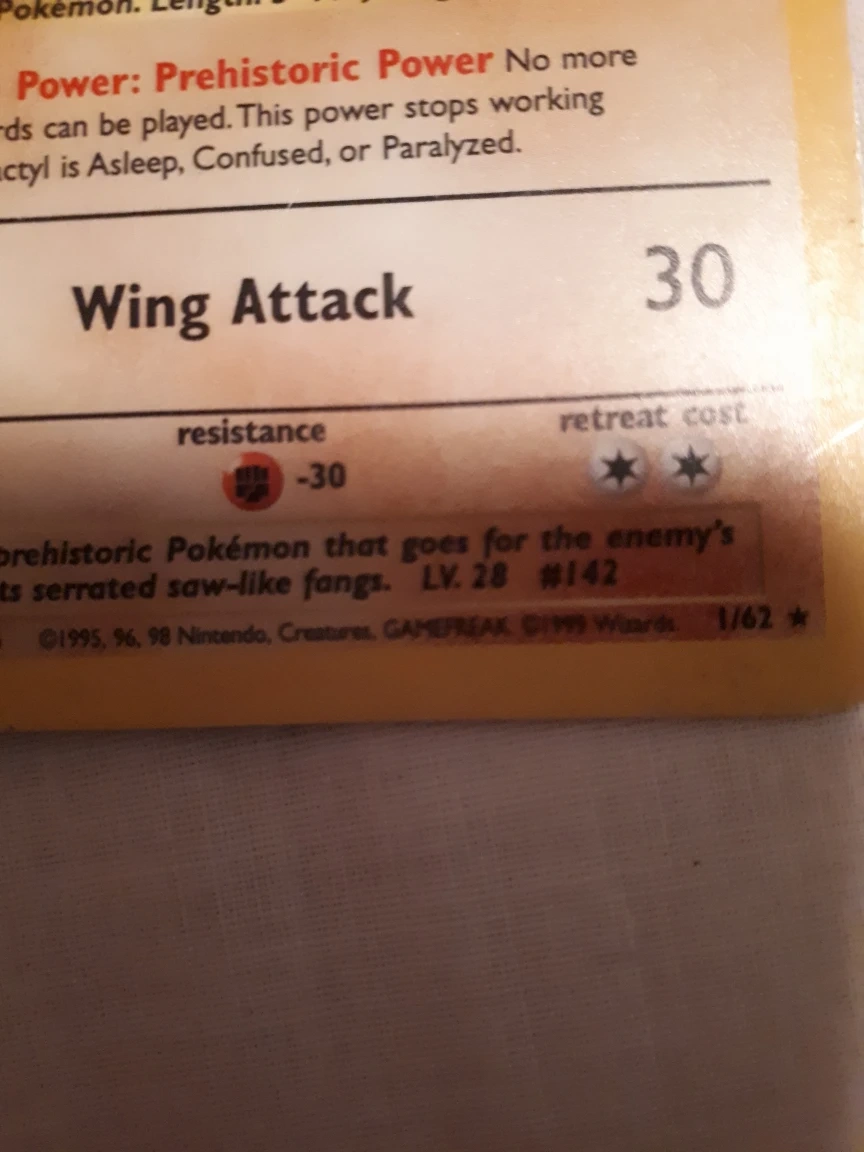 Pokémon. Length:
Power: Prehistoric Power No more
rds can be played. This power stops working
actyl is Asleep, Confused, or Paralyzed.
Wing Attack 30
resistance retreat cost
-30
prehistoric Pokémon that goes for the enemy's
ts serrated saw-like fangs. LV. 28 #142
©1995, 96, 98 Nintendo, Creatures, GAMEFREAK. ©1999 Wizards. 1/62 ★